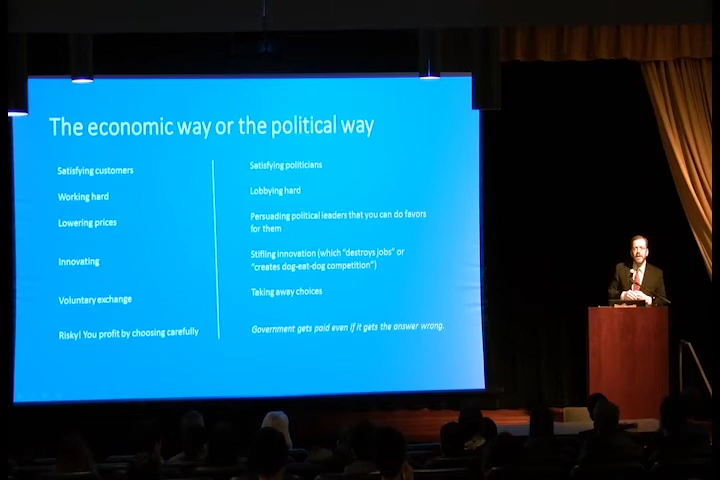 The economic way or the political way
Satisfying customers
Working hard
Lowering prices
Innovating
Voluntary exchange
Risky! You profit by choosing carefully
Satisfying politicians
Lobbying hard
Persuading political leaders that you can do favors
for them
Stifling innovation (which “destroys jobs” or
“creates dog-eat-dog competition”)
Taking away choices
Government gets paid even if it gets the answer wrong.